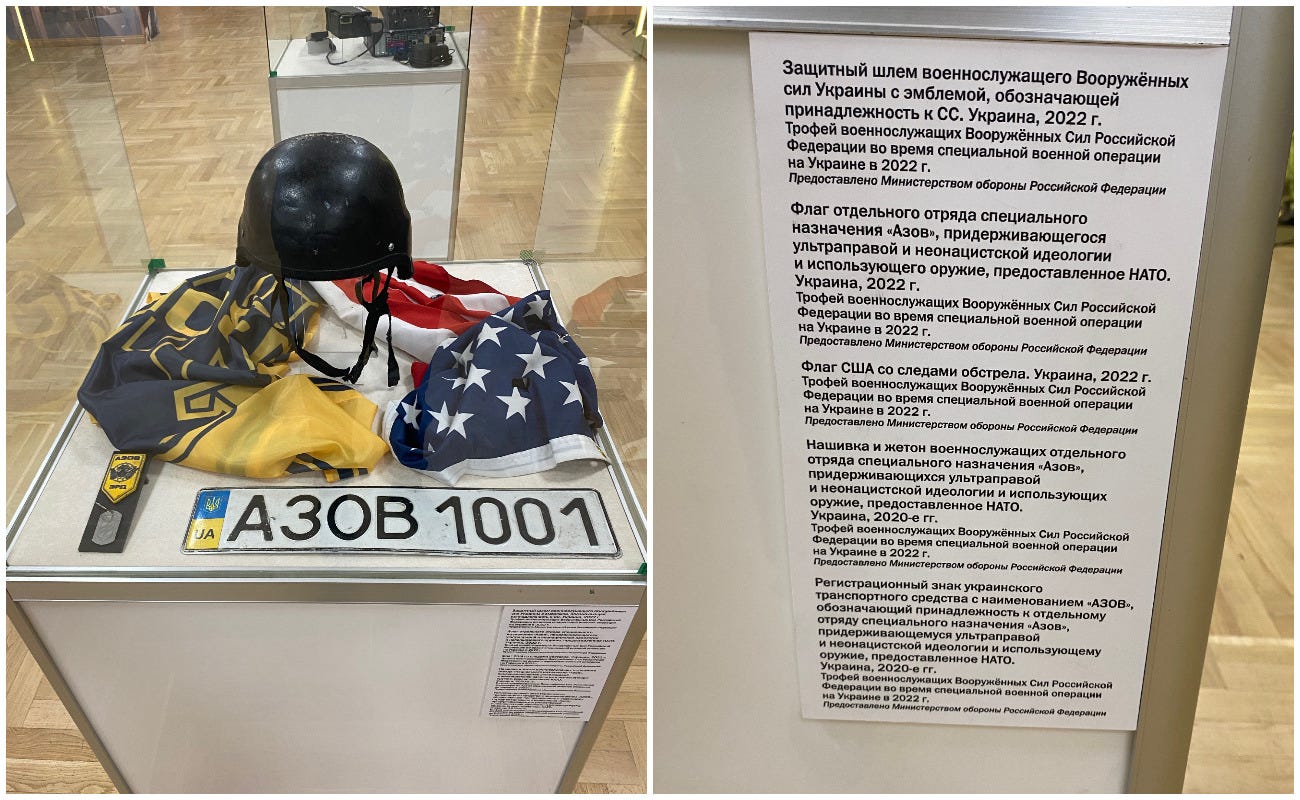 АЗОВ
ЗРД
UA
АЗОВ 1001
Защитный шлем военнослужащего Вооружённых
сил Украины с эмблемой, обозначающей
принадлежность к СС. Украина, 2022 г.
Трофей военнослужащих Вооружённых Сил Российской
Федерации во время специальной военной операции
на Украине в 2022 г.
Предоставлено Министерством обороны Российской Федерации
Флаг отдельного отряда специального
назначения «Азов», придерживающегося
ультраправой и неонацистской идеологии
и использующего оружие, предоставленное НАТО.
Украина, 2022 г.
Трофей военнослужащих Вооружённых Сил Российской
Федерации во время специальной военной операции
на Украине в 2022 г.
Предоставлено Министерством обороны Российской Федерации
Флаг США со следами обстрела. Украина, 2022 г.
Трофей военнослужащих Вооружённых Сил Российской
Федерации во время специальной военной операции
на Украине в 2022 г.
Предоставлено Министерством обороны Российской Федерации
Нашивка и жетон военнослужащих отдельного
отряда специального назначения «Азов»,
придерживающихся ультраправой
и неонацистской идеологии и использующих
оружие, предоставленное НАТО.
Украина, 2020-е гг.
Трофей военнослужащих Вооружённых Сил Российской
Федерации во время специальной военной операции
на Украине в 2022 г.
Предоставлено Министерством обороны Российской Федерации
Регистрационный знак украинского
транспортного средства с наименованием «АЗОВ»,
обозначающий принадлежность к отдельному
отряду специального назначения «Азов»,
придерживающемуся ультраправой
и неонацистской идеологии и использующему
оружие, предоставленное НАТО.
Украина, 2020-е гг.
Трофей военнослужащих Вооружённых Сил Российской
Федерации во время специальной военной операции
на Украине в 2022 г.
Предоставлено Министерством обороны Российской Федерации